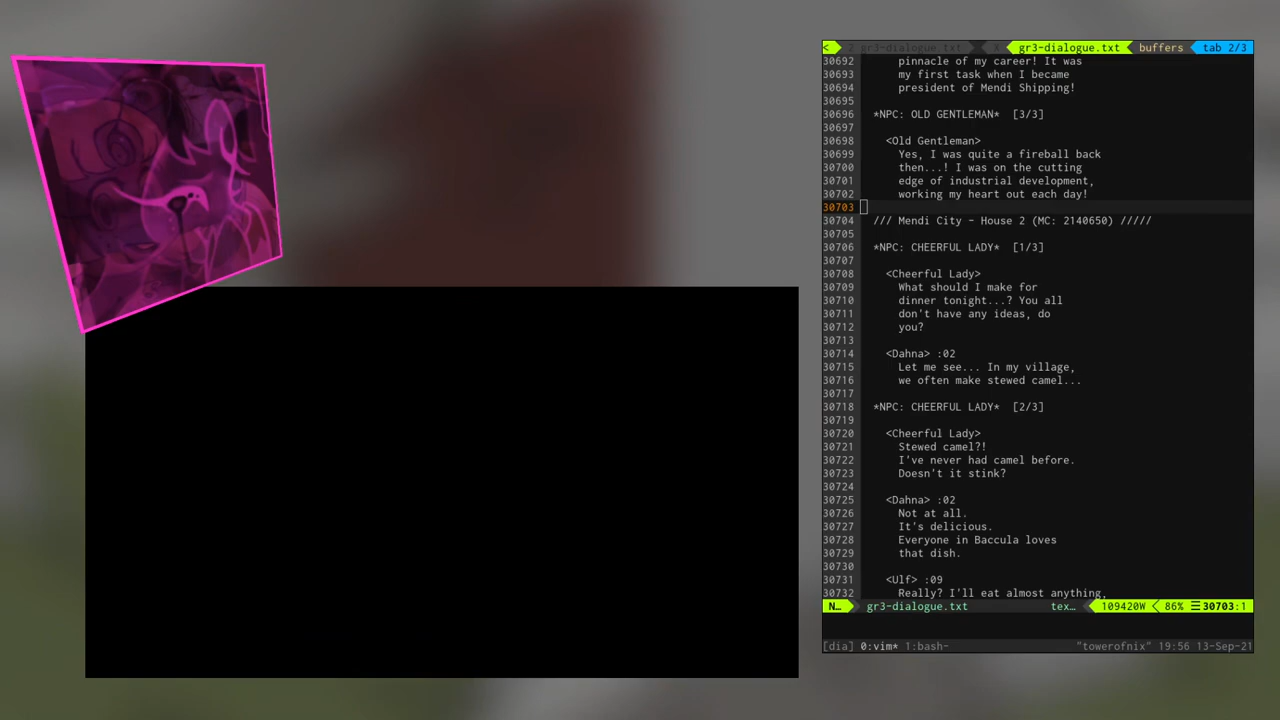 < 2 gr3-dialogue.txt gr3-dialogue.txt buffers tab 2/3
30692 pinnacle of my career! It was
30693 my first task when I became
30694 president of Mendi Shipping!
30695
30696 *NPC: OLD GENTLEMAN* [3/3]
30697
30698 <Old Gentleman>
30699 Yes, I was quite a fireball back
30700 then...! I was on the cutting
30701 edge of industrial development,
30702 working my heart out each day!
30703
30704 /// Mendi City - House 2 (MC: 2140650) /////
30705
30706 *NPC: CHEERFUL LADY* [1/3]
30707
30708 <Cheerful Lady>
30709 What should I make for
30710 dinner tonight...? You all
30711 don't have any ideas, do
30712 you?
30713
30714 <Dahna> :02
30715 Let me see... In my village,
30716 we often make stewed camel...
30717
30718 *NPC: CHEERFUL LADY* [2/3]
30719
30720 <Cheerful Lady>
30721 Stewed camel?!
30722 I've never had camel before.
30723 Doesn't it stink?
30724
30725 <Dahna> :02
30726 Not at all.
30727 It's delicious.
30728 Everyone in Baccula loves
30729 that dish.
30730
30731 <Ulf> :09
30732 Really? I'll eat almost anything,
N… gr3-dialogue.txt tex… 109420W 86% ☰30703:1
[dia] 0:vim* 1:bash- "towerofnix" 19:56 13-Sep-21